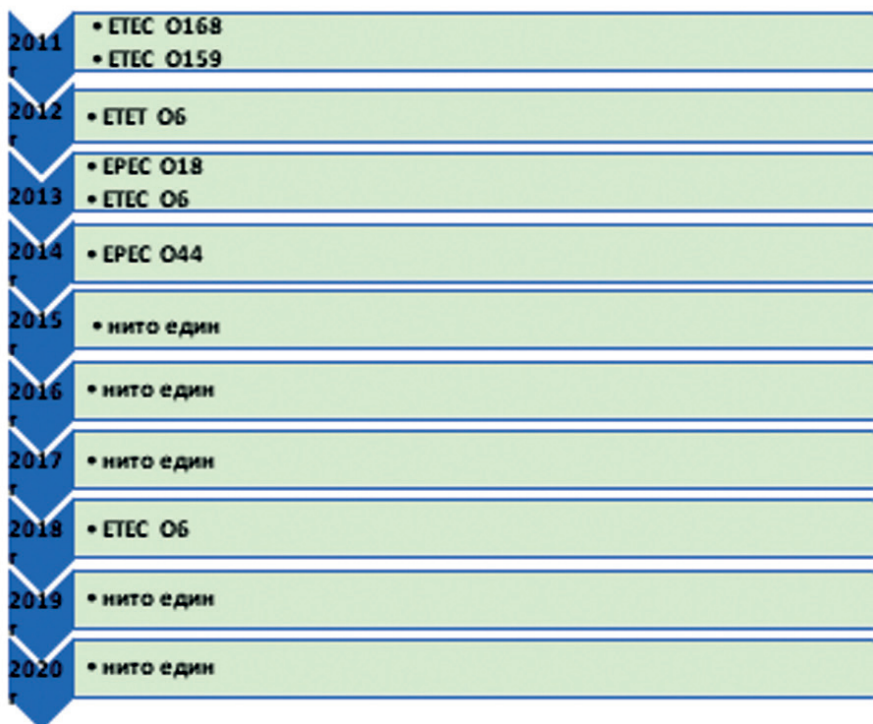 2011
г
• ETEC O168
• ETEC O159
2012
г
• ETET O6
2013
• EPEC O18
• ETEC O6
2014
г
• EPEC O44
2015
г
• нито един
2016
г
• нито един
2017
г
• нито един
2018
г
• ETEC O6
2019
г
• нито един
2020
г
• нито един